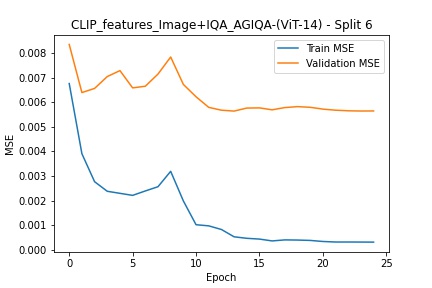 CLIP_features_Image+IQA_AGIQA-(ViT-14) - Split 6
Train MSE
Validation MSE
MSE
0.008
0.007
0.006
0.005
0.004
0.003
0.002
0.001
0.000
0 5 10 15 20 25
Epoch